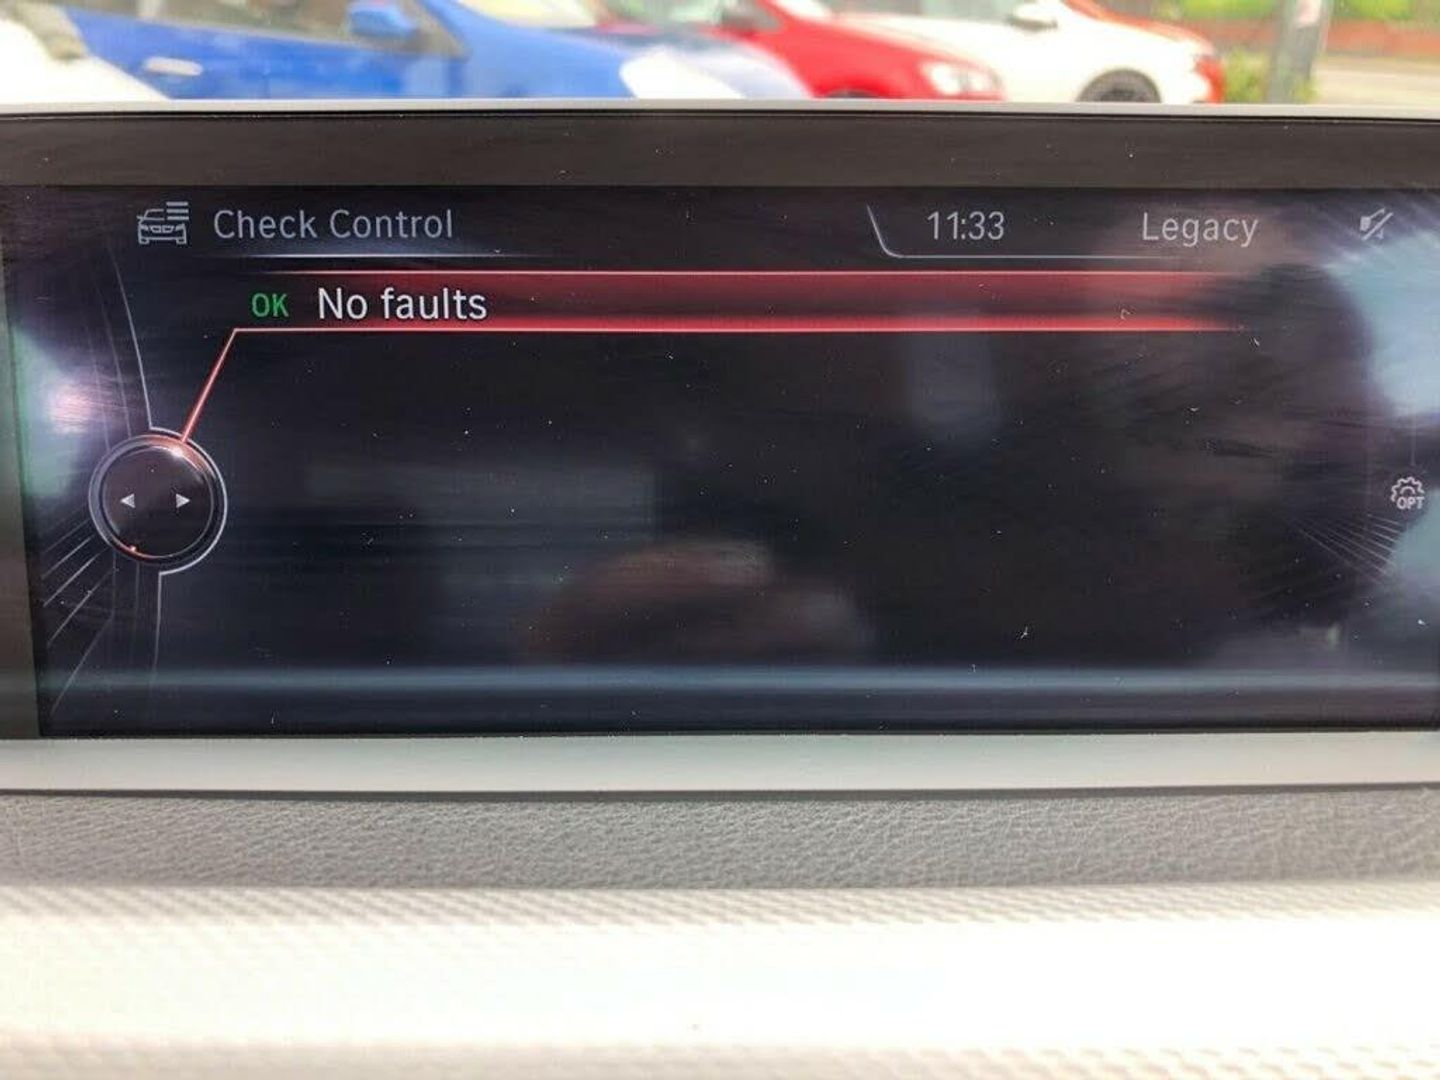 Check Control
11:33
Legacy
OK No faults
OPT